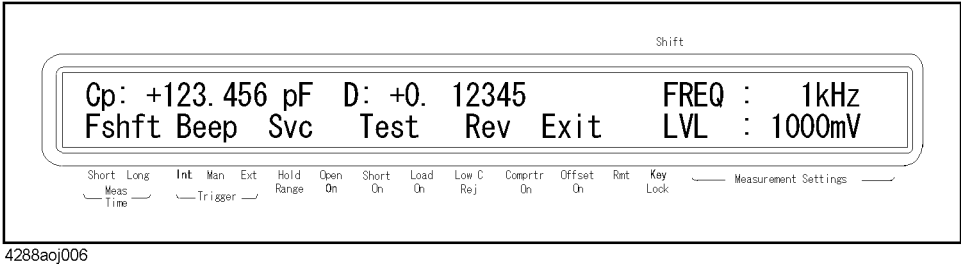 Shift
Cp: +123.456 pF D: +0. 12345 FREQ : 1kHz
Fshft Beep Svc Test Rev Exit LVL : 1000mV
Short Long Int Man Ext Hold Open Short Load Low C Comprtr Offset Rmt Key Measurement Settings
Meas Time Trigger Range On On On Rej On On Lock
4288aoj006